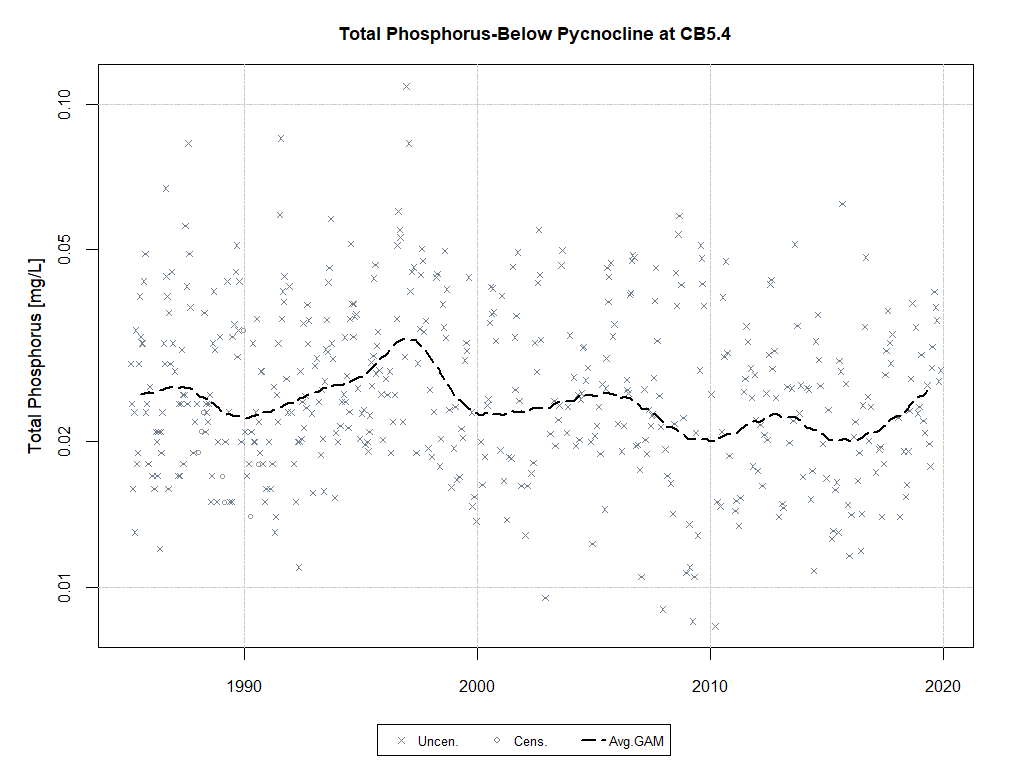 Total Phosphorus-Below Pycnocline at CB5.4
Total Phosphorus [mg/L]
0.10
0.05
0.02
0.01
1990 2000 2010 2020
Uncen. Cens. Avg.GAM